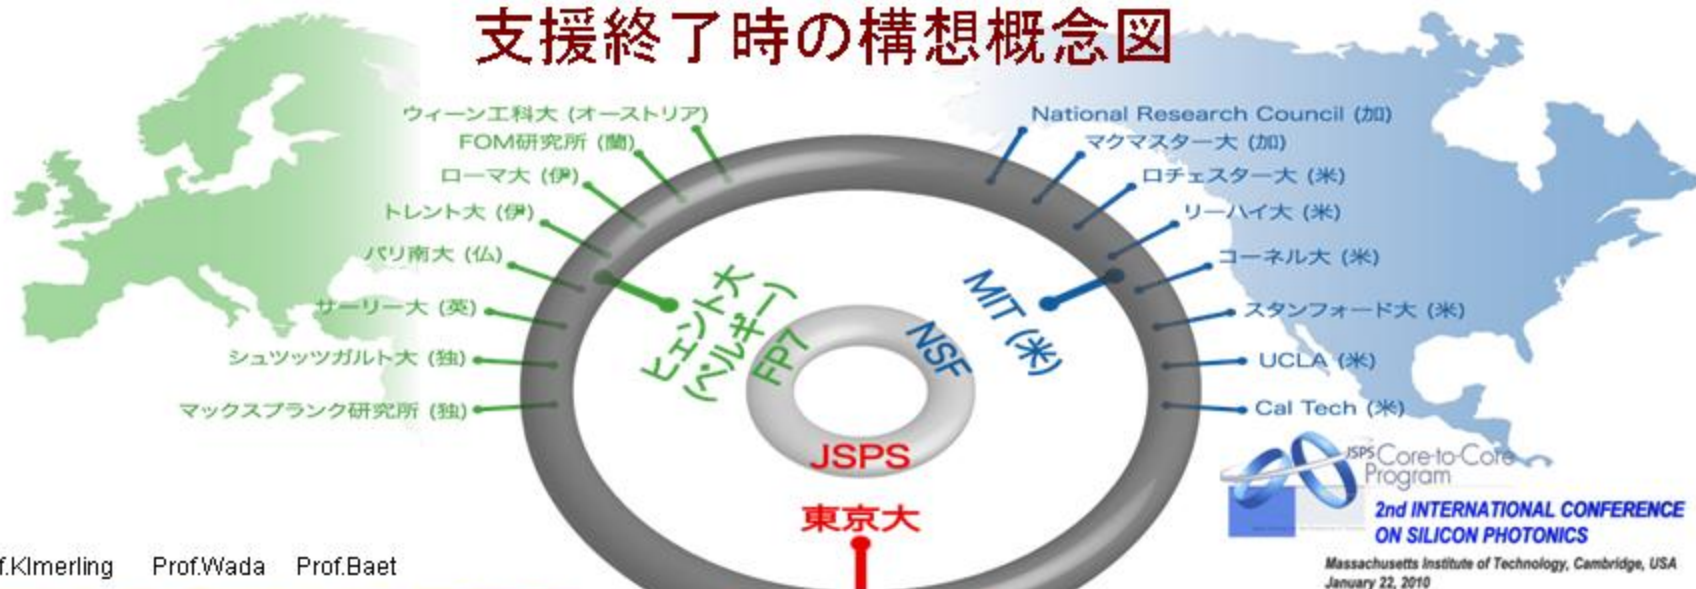 支援終了時の構想概念図
ウィーン工科大 (オーストリア)
FOM研究所 (蘭)
ローマ大 (伊)
トレント大 (伊)
パリ南大 (仏)
サーリー大 (英)
シュツッツガルト大 (独)
マックスプランク研究所 (独)
National Research Council (加)
マクマスター大 (加)
ロチェスター大 (米)
リーハイ大 (米)
コーネル大 (米)
スタンフォード大 (米)
UCLA (米)
Cal Tech (米)
ヒェント大
(ベルギー)
FP7
NSF
MIT (米)
JSPS
東京大
JSPS Core-to-Core
Program
2nd INTERNATIONAL CONFERENCE
ON SILICON PHOTONICS
Massachusetts Institute of Technology, Cambridge, USA
January 22, 2010
f.KImerling Prof.Wada Prof.Baet